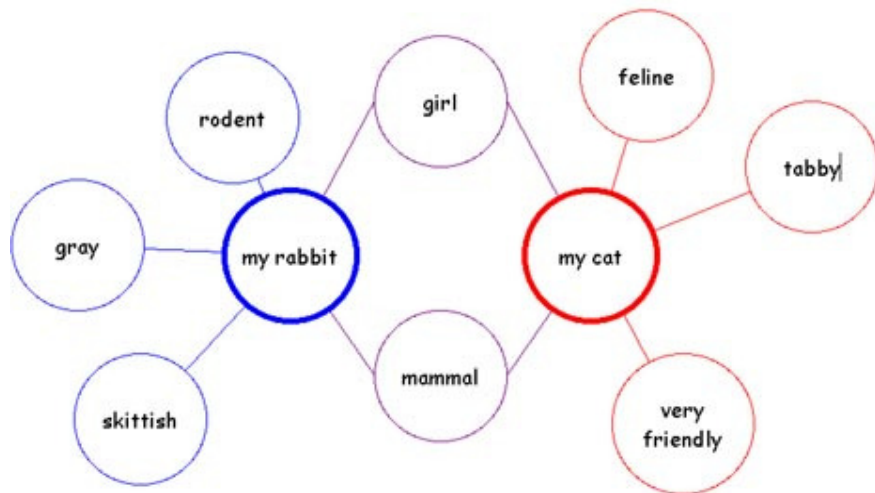 girl
feline
rodent
tabby
gray
my rabbit
my cat
mammal
skittish
very
friendly